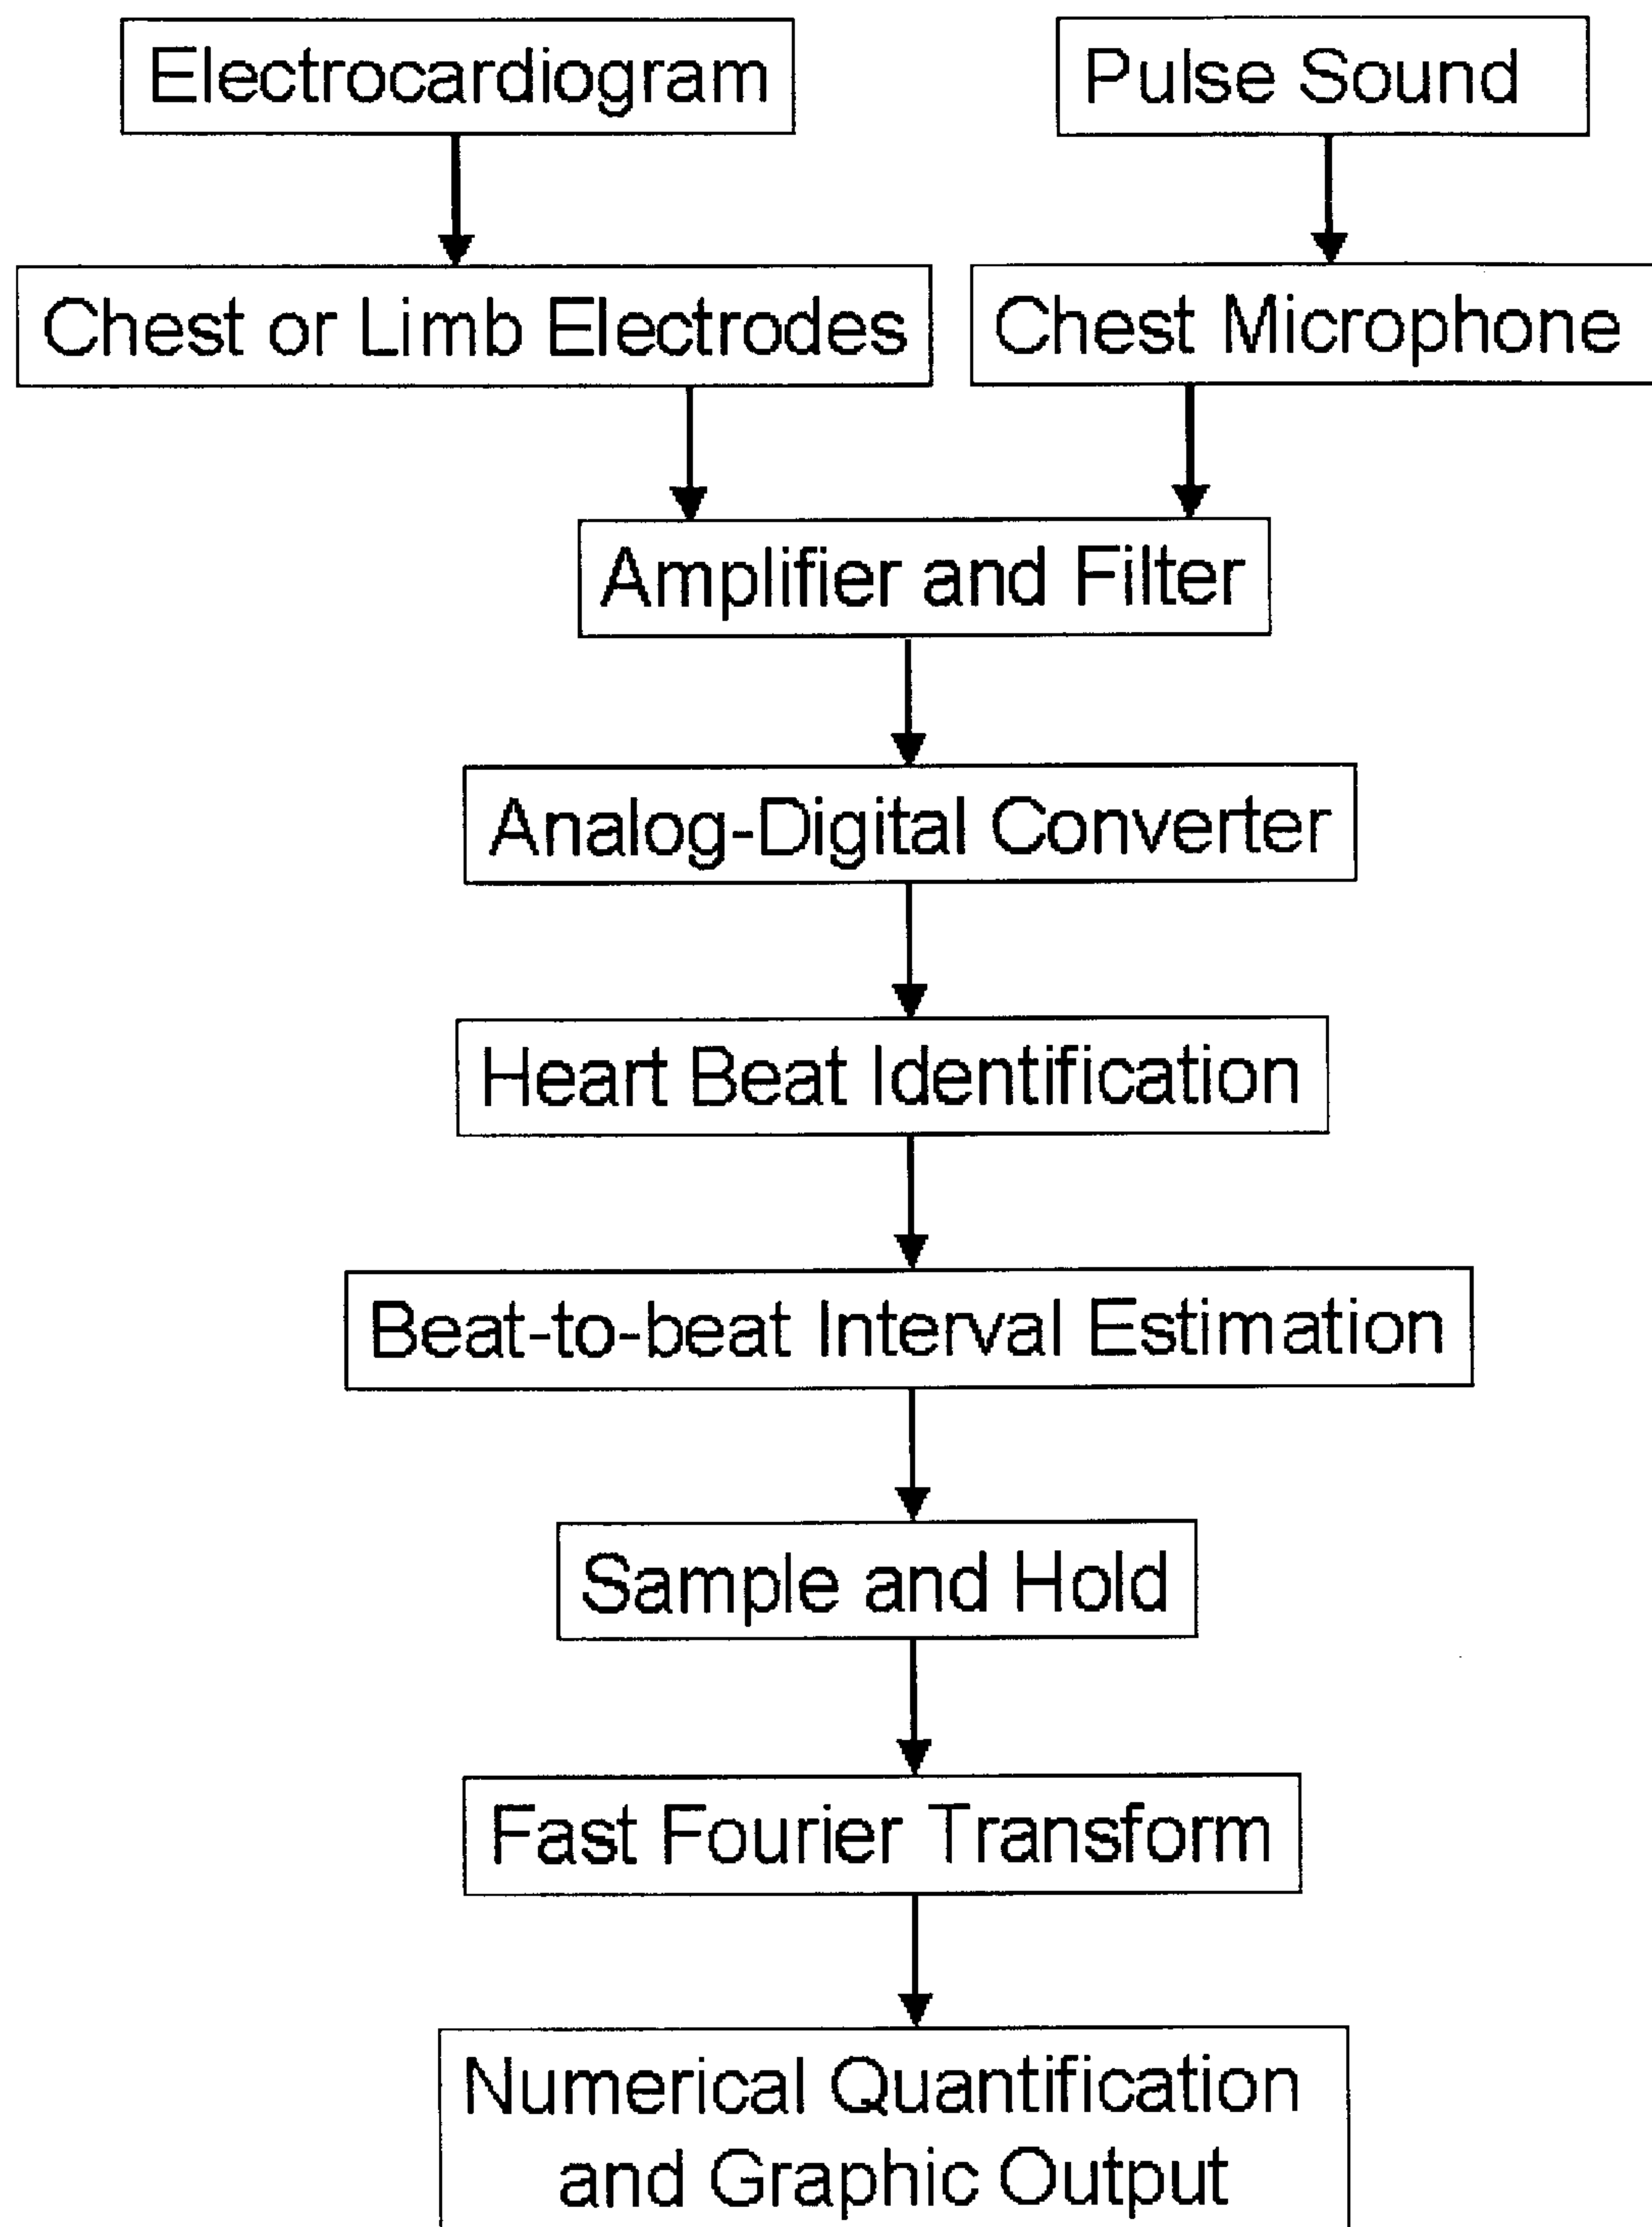 Electrocardiogram
Pulse Sound
Chest or Limb Electrodes
Chest Microphone
Amplifier and Filter
Analog-Digital Converter
Heart Beat Identification
Beat-to-beat Interval Estimation
Sample and Hold
Fast Fourier Transform
Numerical Quantification
and Graphic Output